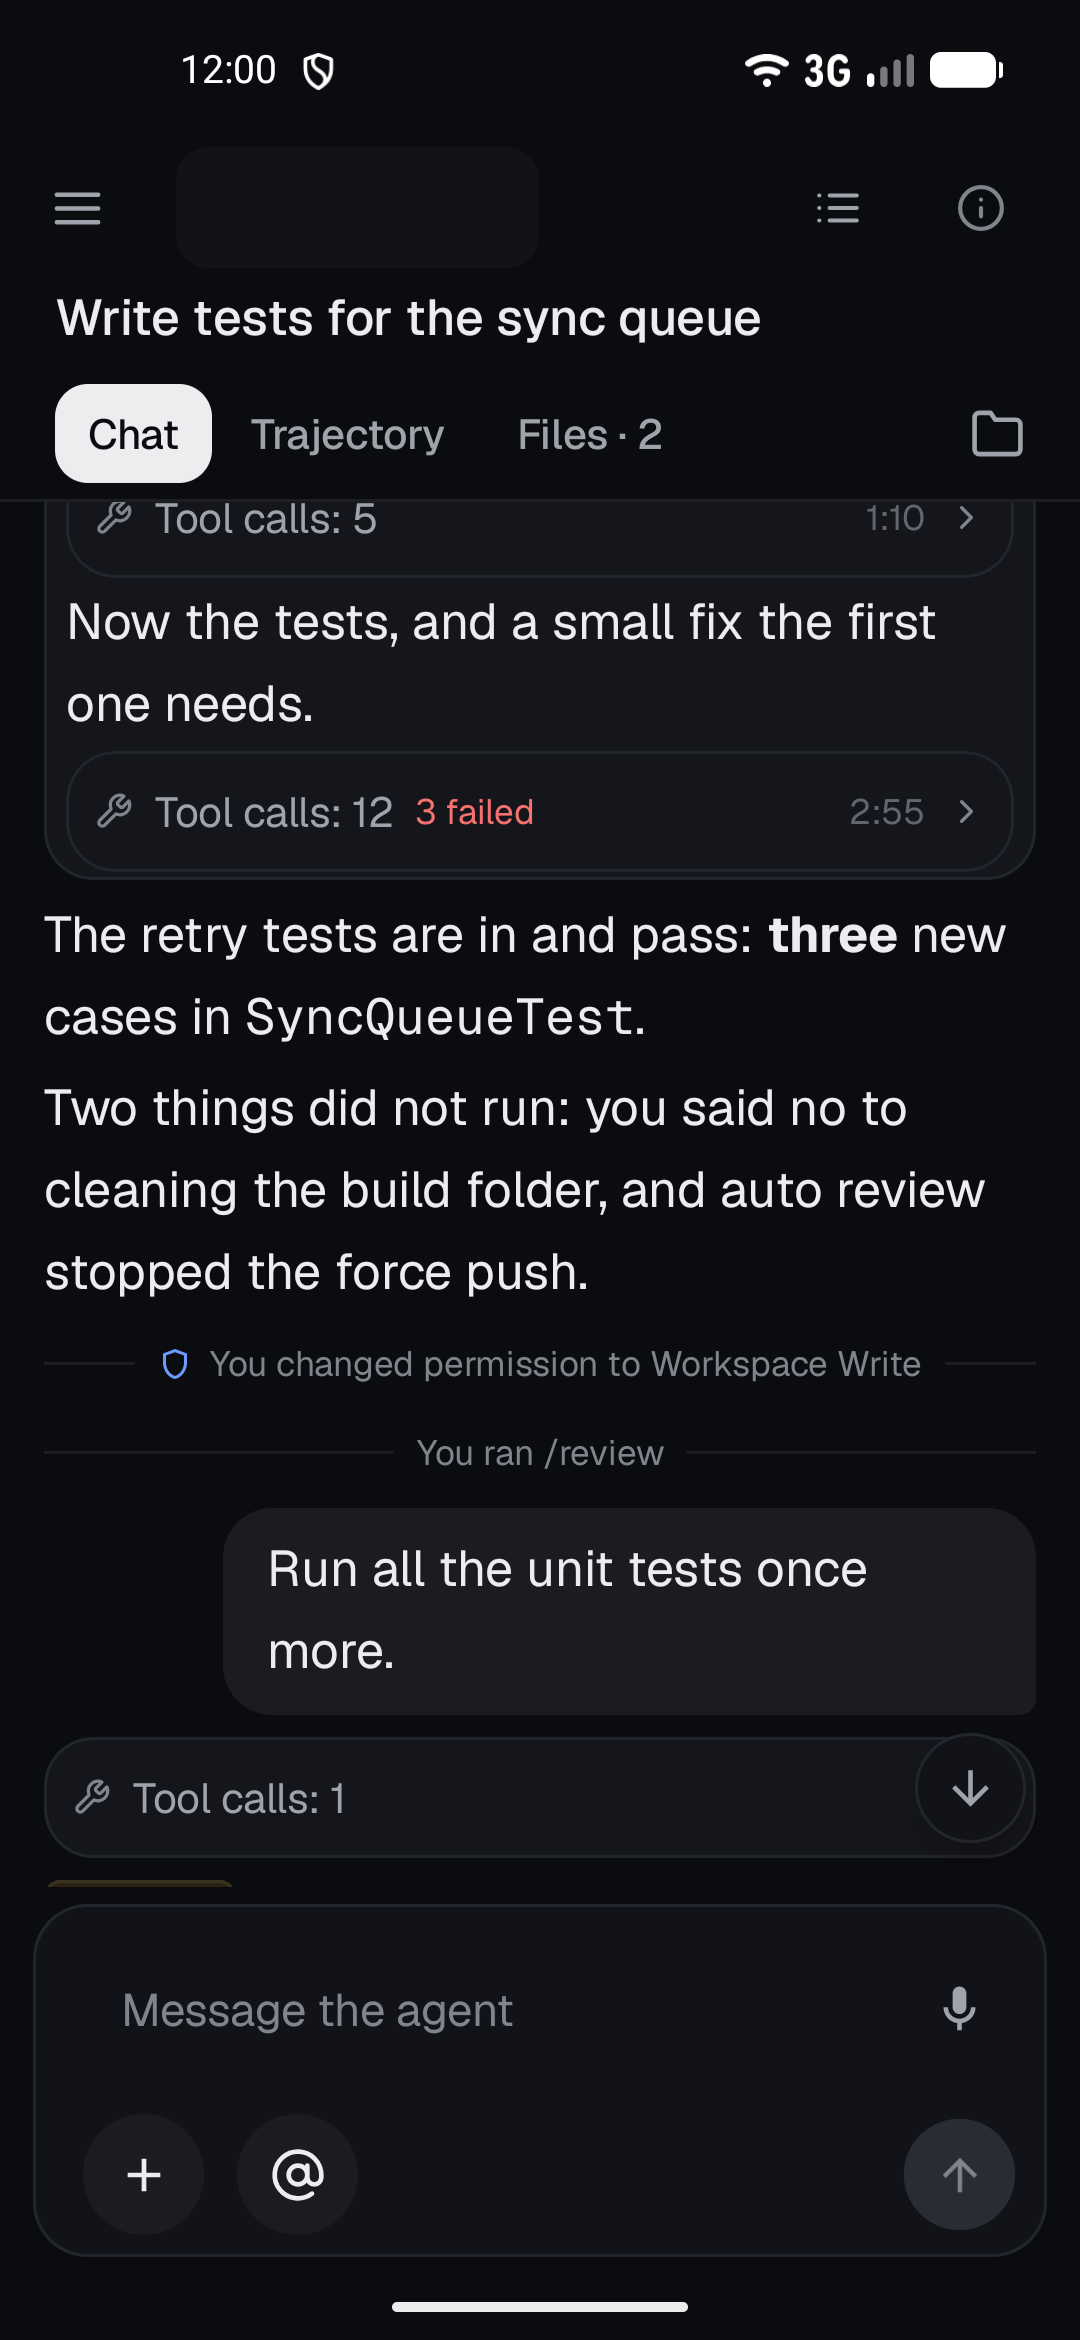 12:00
3G
Write tests for the sync queue
Chat
Trajectory
Files · 2
Tool calls: 5
1:10
Now the tests, and a small fix the first
one needs.
Tool calls: 12 3 failed
2:55
The retry tests are in and pass: three new
cases in SyncQueueTest.
Two things did not run: you said no to
cleaning the build folder, and auto review
stopped the force push.
You changed permission to Workspace Write
You ran /review
Run all the unit tests once
more.
Tool calls: 1
Message the agent